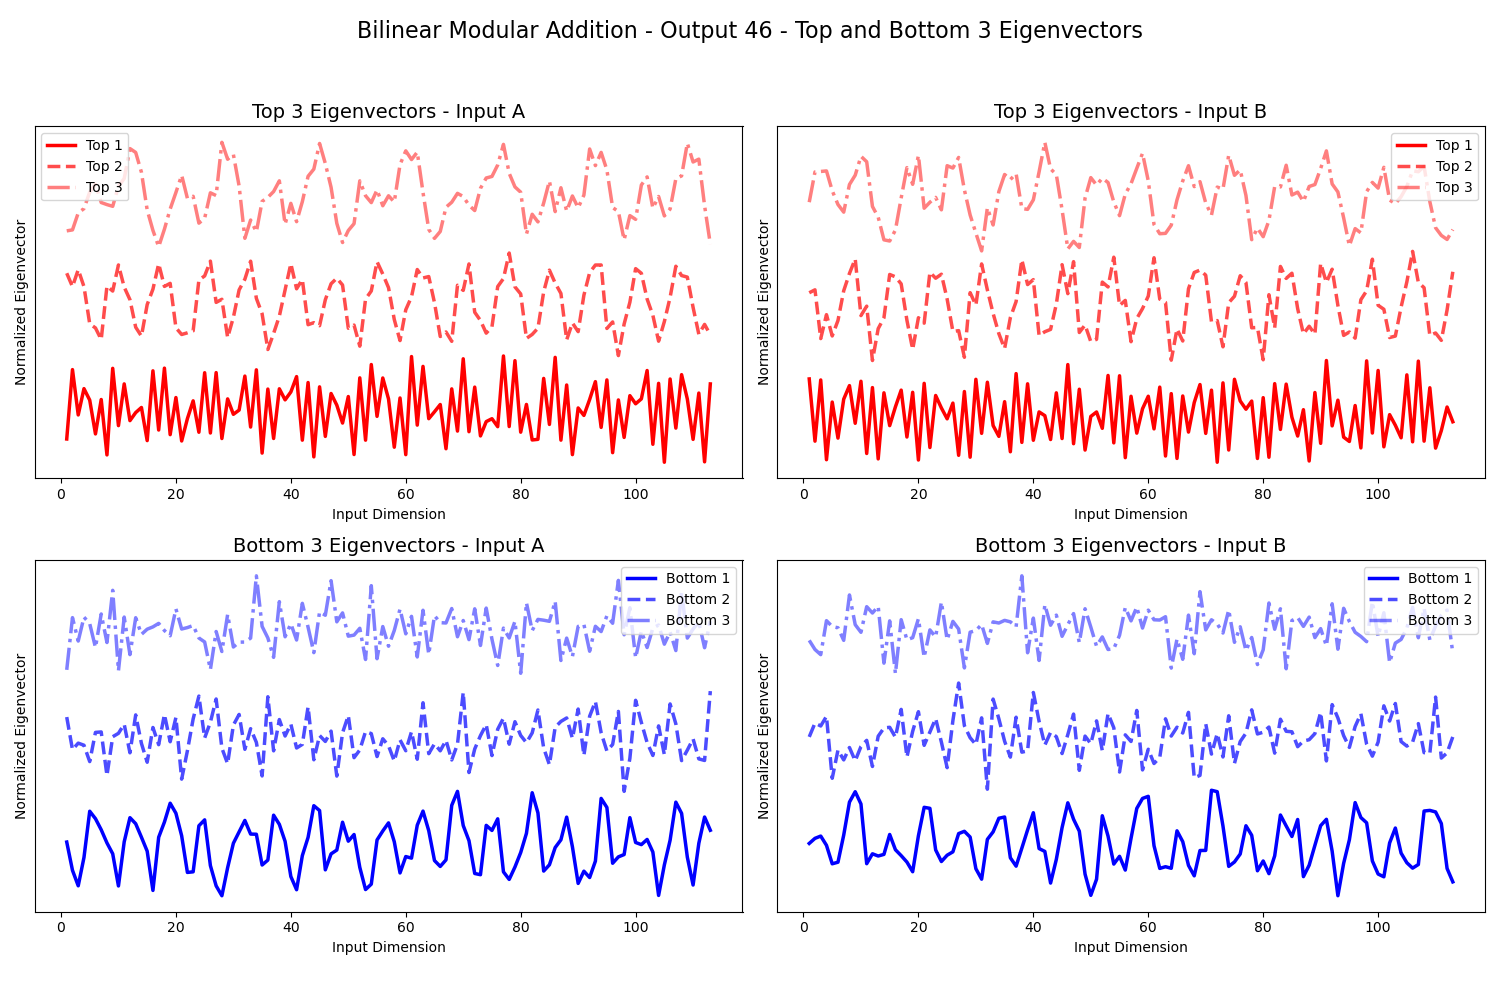 Bilinear Modular Addition - Output 46 - Top and Bottom 3 Eigenvectors
Top 3 Eigenvectors - Input A
Top 1
Top 2
Top 3
Normalized Eigenvector
0 20 40 60 80 100
Input Dimension
Top 3 Eigenvectors - Input B
Top 1
Top 2
Top 3
Normalized Eigenvector
0 20 40 60 80 100
Input Dimension
Bottom 3 Eigenvectors - Input A
Bottom 1
Bottom 2
Bottom 3
Normalized Eigenvector
0 20 40 60 80 100
Input Dimension
Bottom 3 Eigenvectors - Input B
Bottom 1
Bottom 2
Bottom 3
Normalized Eigenvector
0 20 40 60 80 100
Input Dimension